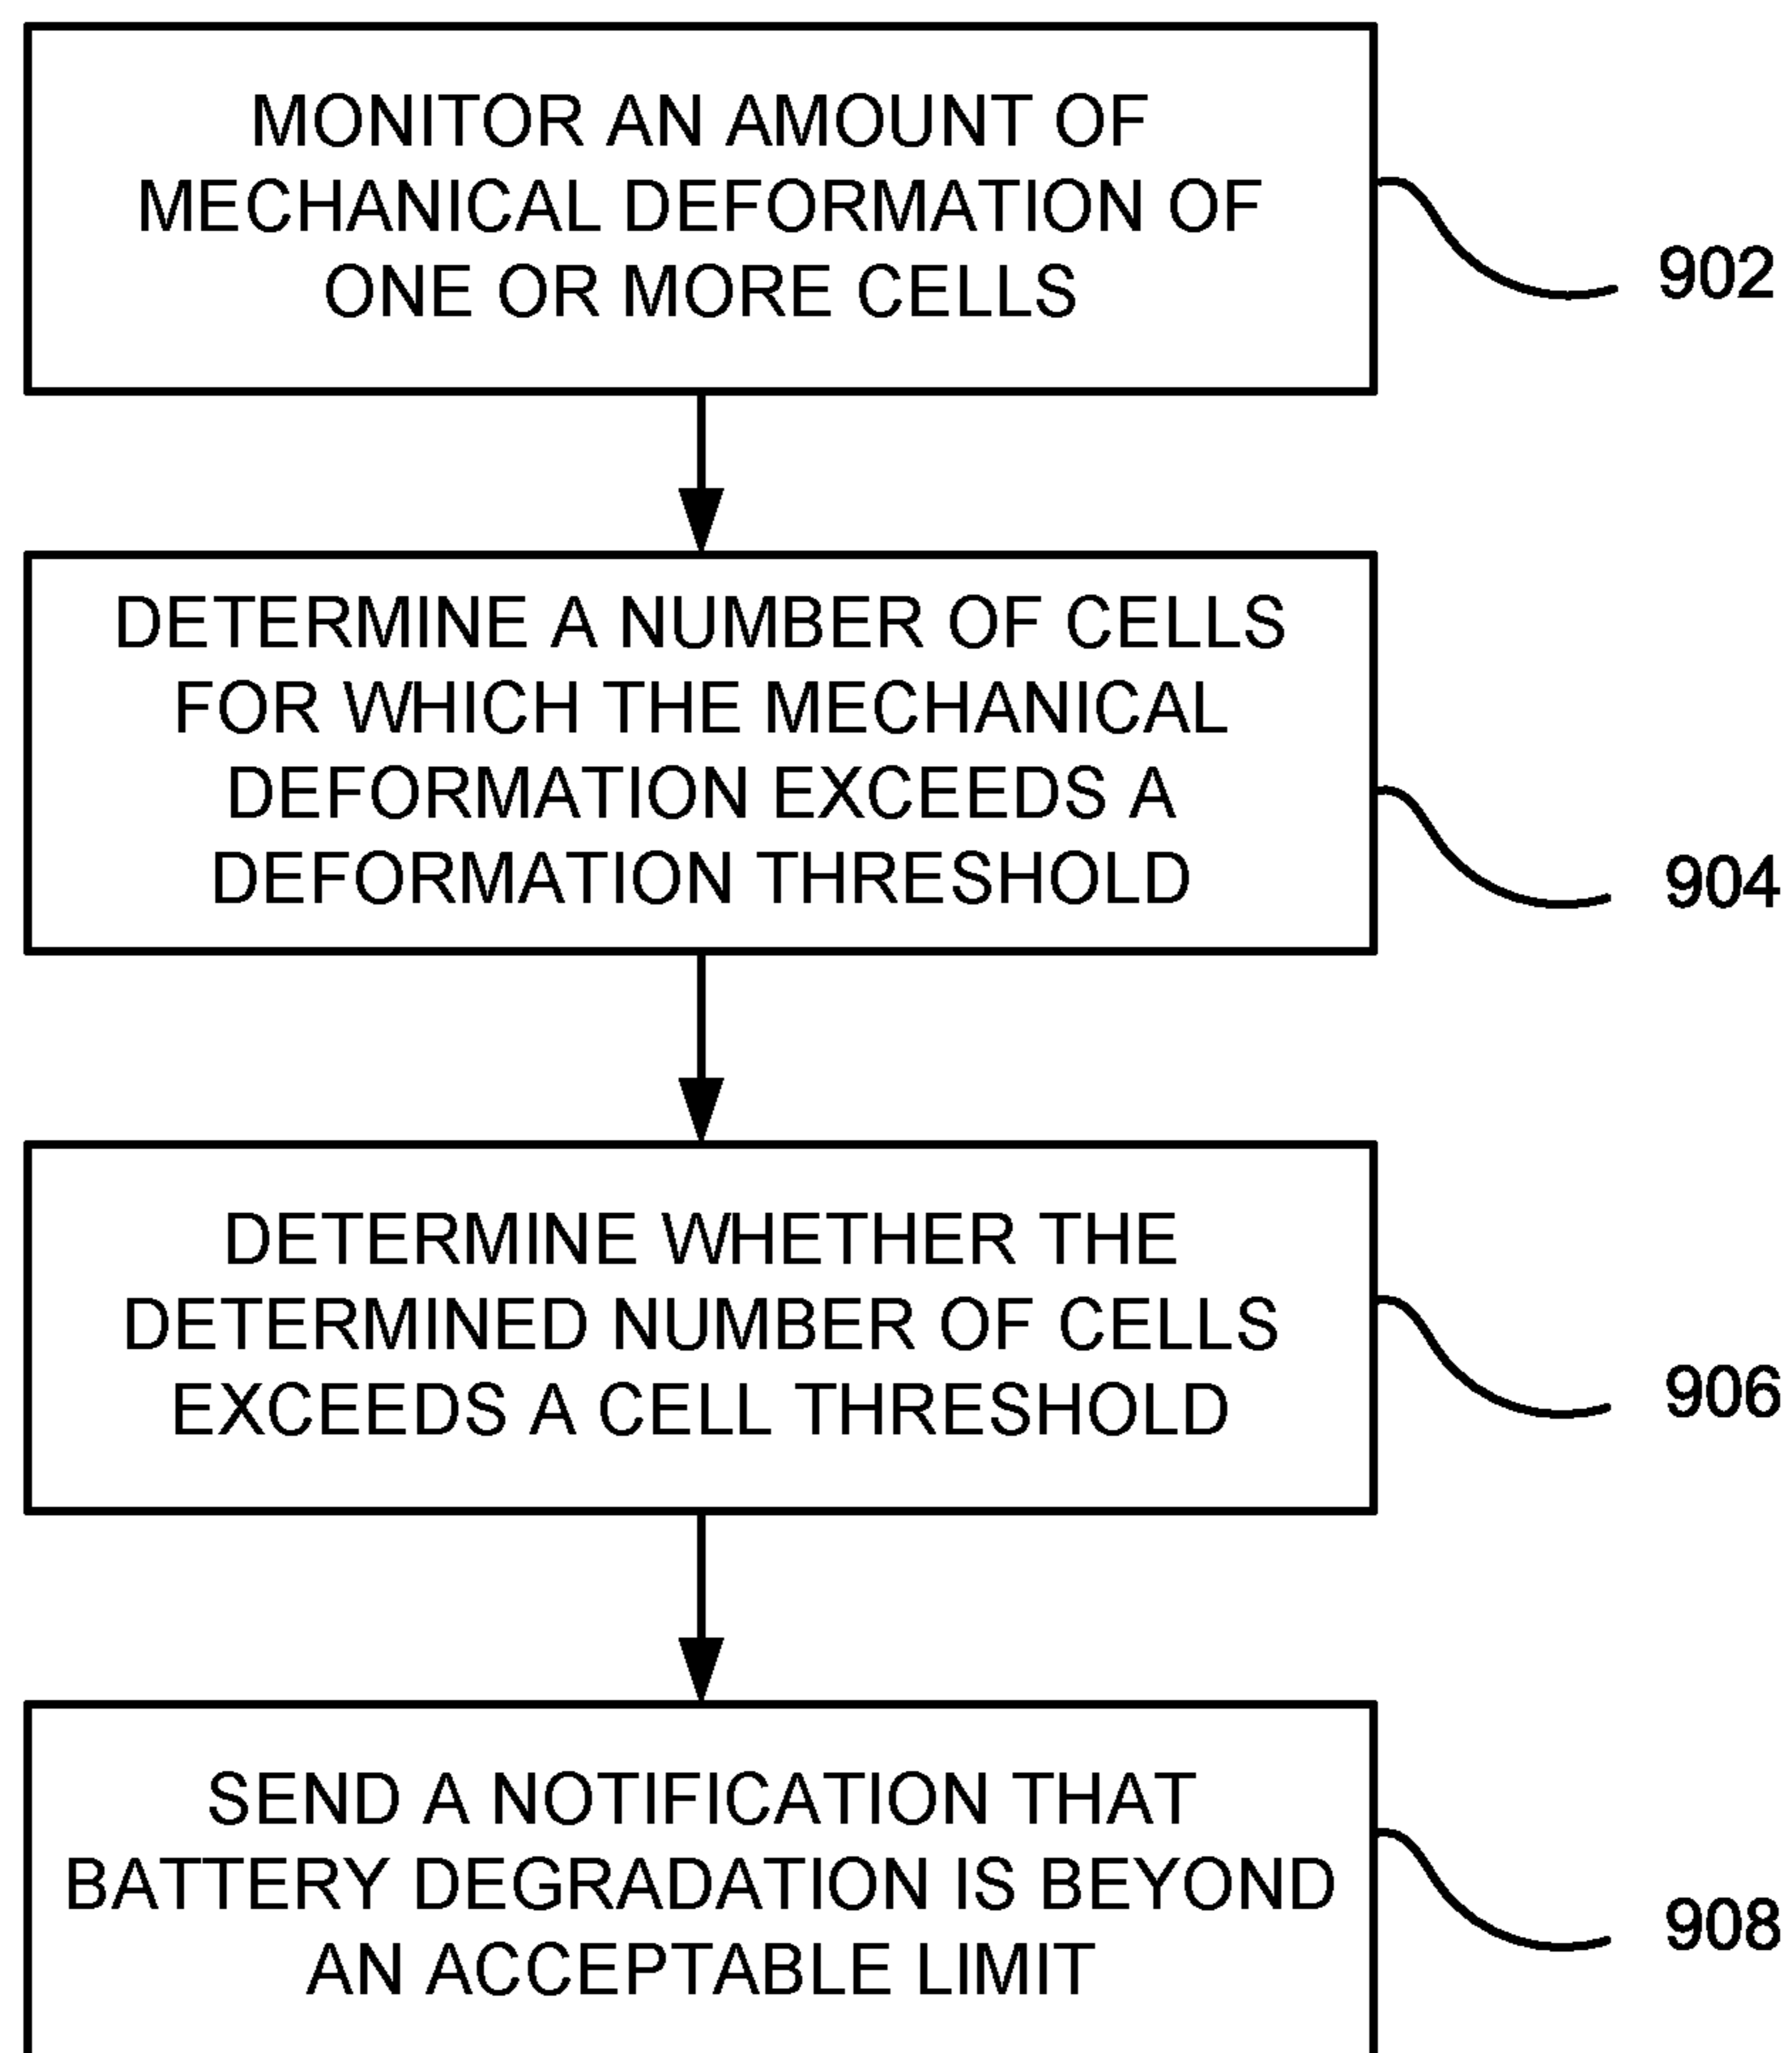 MONITOR AN AMOUNT OF
MECHANICAL DEFORMATION OF
ONE OR MORE CELLS
902
DETERMINE A NUMBER OF CELLS
FOR WHICH THE MECHANICAL
DEFORMATION EXCEEDS A
DEFORMATION THRESHOLD
904
DETERMINE WHETHER THE
DETERMINED NUMBER OF CELLS
EXCEEDS A CELL THRESHOLD
906
SEND A NOTIFICATION THAT
BATTERY DEGRADATION IS BEYOND
AN ACCEPTABLE LIMIT
908